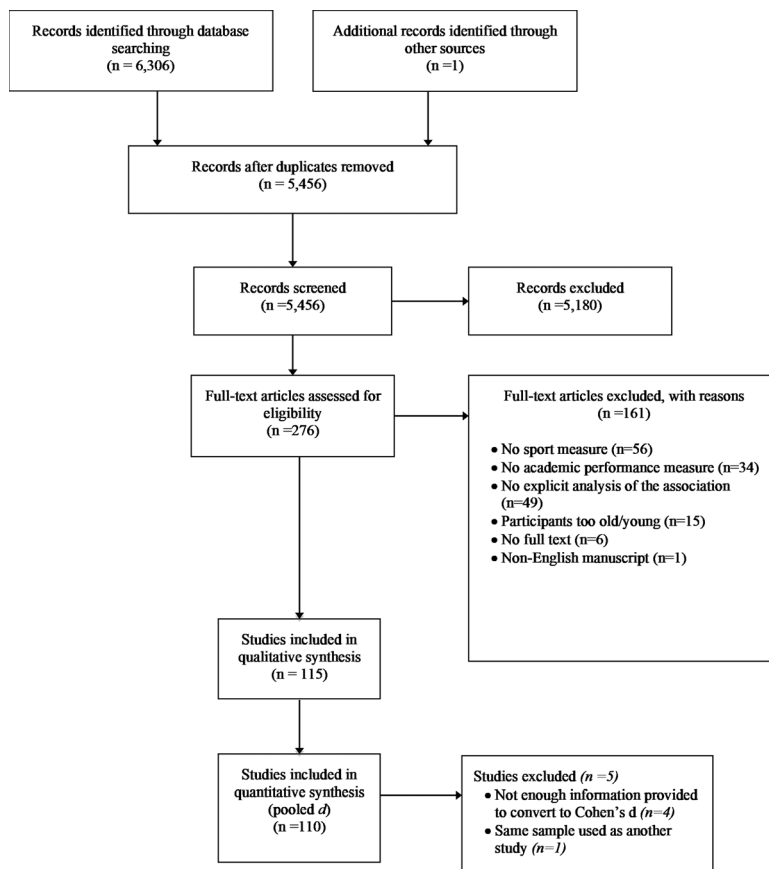 Records identified through database
searching
(n = 6,306)
Additional records identified through
other sources
(n =1)
Records after duplicates removed
(n = 5,456)
Records screened
(n =5,456)
Records excluded
(n =5,180)
Full-text articles assessed for
eligibility
(n =276)
Full-text articles excluded, with reasons
(n =161)
• No sport measure (n=56)
• No academic performance measure (n=34)
• No explicit analysis of the association
(n=49)
• Participants too old/young (n=15)
• No full text (n=6)
• Non-English manuscript (n=1)
Studies included in
qualitative synthesis
(n = 115)
Studies included in
quantitative synthesis
(pooled d)
(n =110)
Studies excluded (n =5)
• Not enough information provided
to convert to Cohen's d (n=4)
• Same sample used as another
study (n=1)